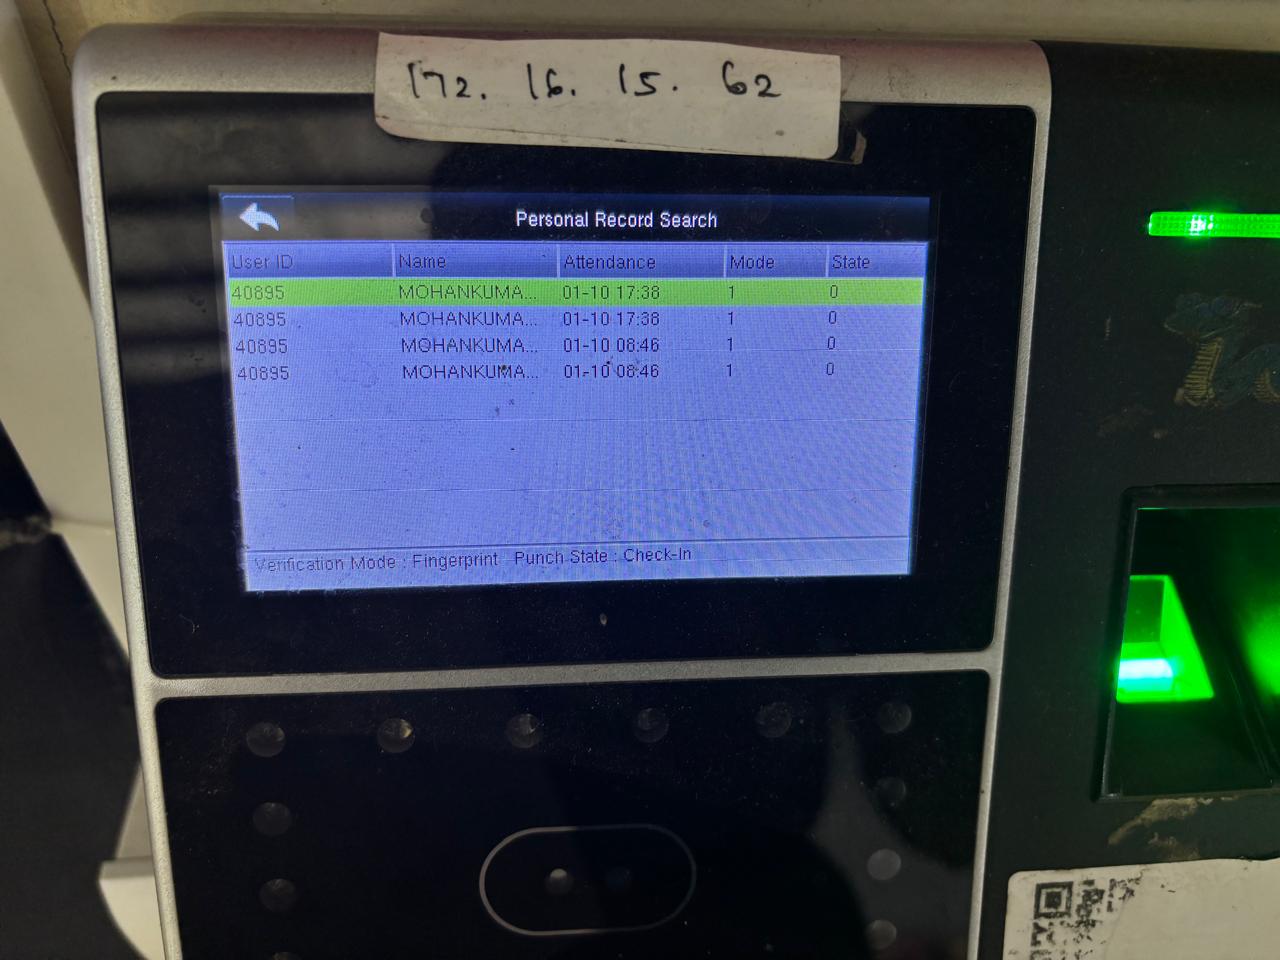 172. 16. 15. 62
Personal Record Search
User ID Name Attendance Mode State
40895 MOHANKUMA... 01-10 17:38 1 0
40895 MOHANKUMA... 01-10 17:38 1 0
40895 MOHANKUMA... 01-10 08:46 1 0
40895 MOHANKUMA... 01-10 08:46 1 0
Verification Mode : Fingerprint Punch State : Check-In